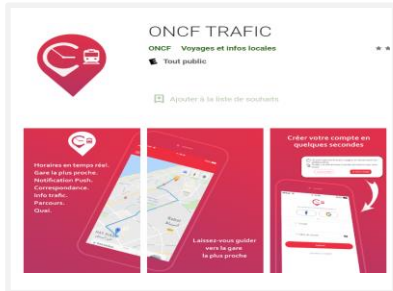 ONCF TRAFIC
ONCF Voyages et infos locales
Tout public
Ajouter à la liste de souhaits
Horaires en temps réel.
Gare la plus proche.
Notification Push.
Correspondance.
Info trafic.
Parcours.
Quai.
Laissez-vous guider
vers la gare
la plus proche
Créer votre compte en
quelques secondes